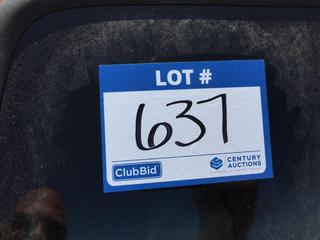 LOT #
637
ClubBid
CENTURY
AUCTIONS